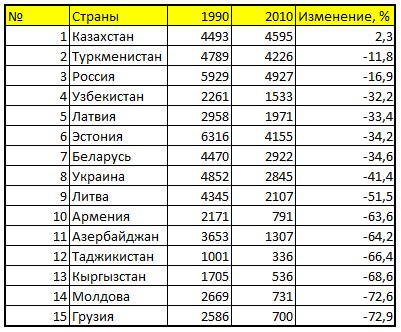 № Страны 1990 2010 Изменение, %
1 Казахстан 4493 4595 2,3
2 Туркменистан 4789 4226 -11,8
3 Россия 5929 4927 -16,9
4 Узбекистан 2261 1533 -32,2
5 Латвия 2958 1971 -33,4
6 Эстония 6316 4155 -34,2
7 Беларусь 4470 2922 -34,6
8 Украина 4852 2845 -41,4
9 Литва 4345 2107 -51,5
10 Армения 2171 791 -63,6
11 Азербайджан 3653 1307 -64,2
12 Таджикистан 1001 336 -66,4
13 Кыргызстан 1705 536 -68,6
14 Молдова 2669 731 -72,6
15 Грузия 2586 700 -72,9